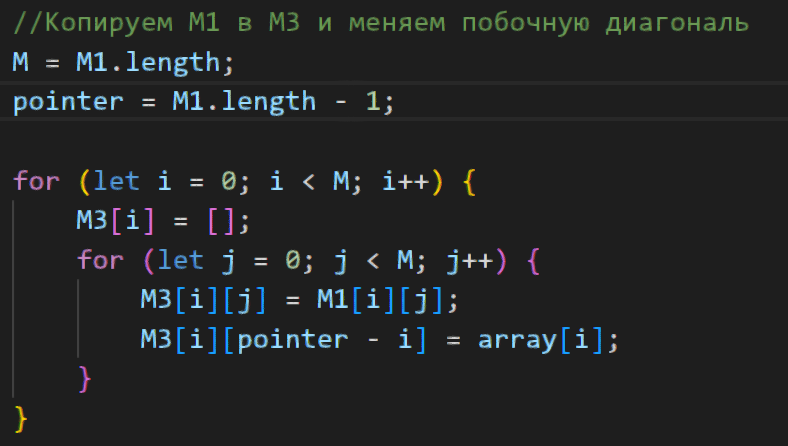 //Копируем M1 в M3 и меняем побочную диагональ
M = M1.length;
pointer = M1.length - 1;
for (let i = 0; i < M; i++) {
M3[i] = [];
for (let j = 0; j < M; j++) {
M3[i][j] = M1[i][j];
M3[i][pointer - i] = array[i];
}
}